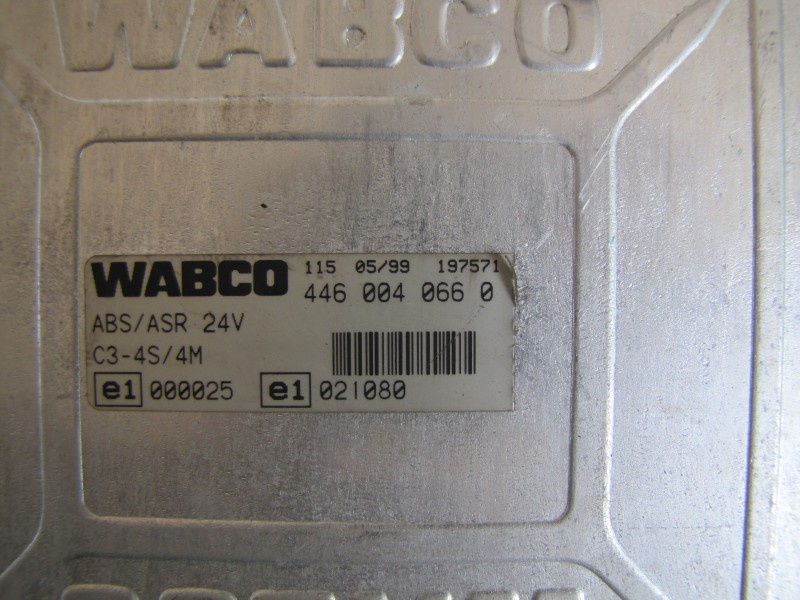 WABCO
WABCO 115 05/99 197571
446 004 066 0
ABS/ASR 24V
C3-4S/4M
e1 000025 e1 021080